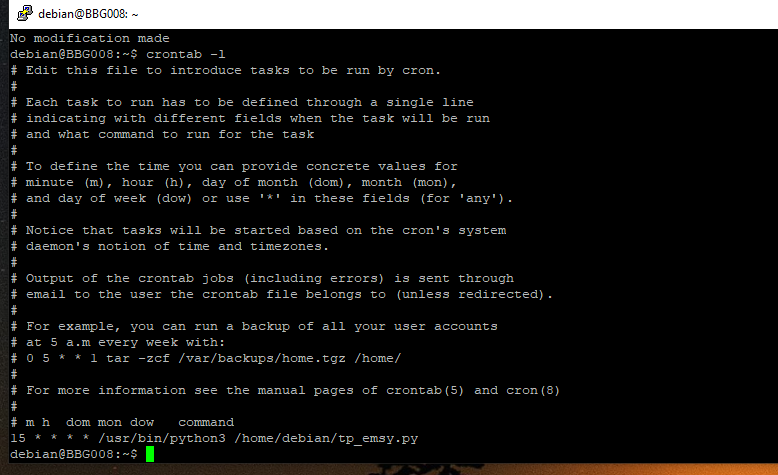 debian@BBG008: ~
No modification made
debian@BBG008:~$ crontab -l
# Edit this file to introduce tasks to be run by cron.
#
# Each task to run has to be defined through a single line
# indicating with different fields when the task will be run
# and what command to run for the task
#
# To define the time you can provide concrete values for
# minute (m), hour (h), day of month (dom), month (mon),
# and day of week (dow) or use '*' in these fields (for 'any').
#
# Notice that tasks will be started based on the cron's system
# daemon's notion of time and timezones.
#
# Output of the crontab jobs (including errors) is sent through
# email to the user the crontab file belongs to (unless redirected).
#
# For example, you can run a backup of all your user accounts
# at 5 a.m every week with:
# 0 5 * * 1 tar -zcf /var/backups/home.tgz /home/
#
# For more information see the manual pages of crontab(5) and cron(8)
#
# m h  dom mon dow   command
15 * * * * /usr/bin/python3 /home/debian/tp_emsy.py
debian@BBG008:~$